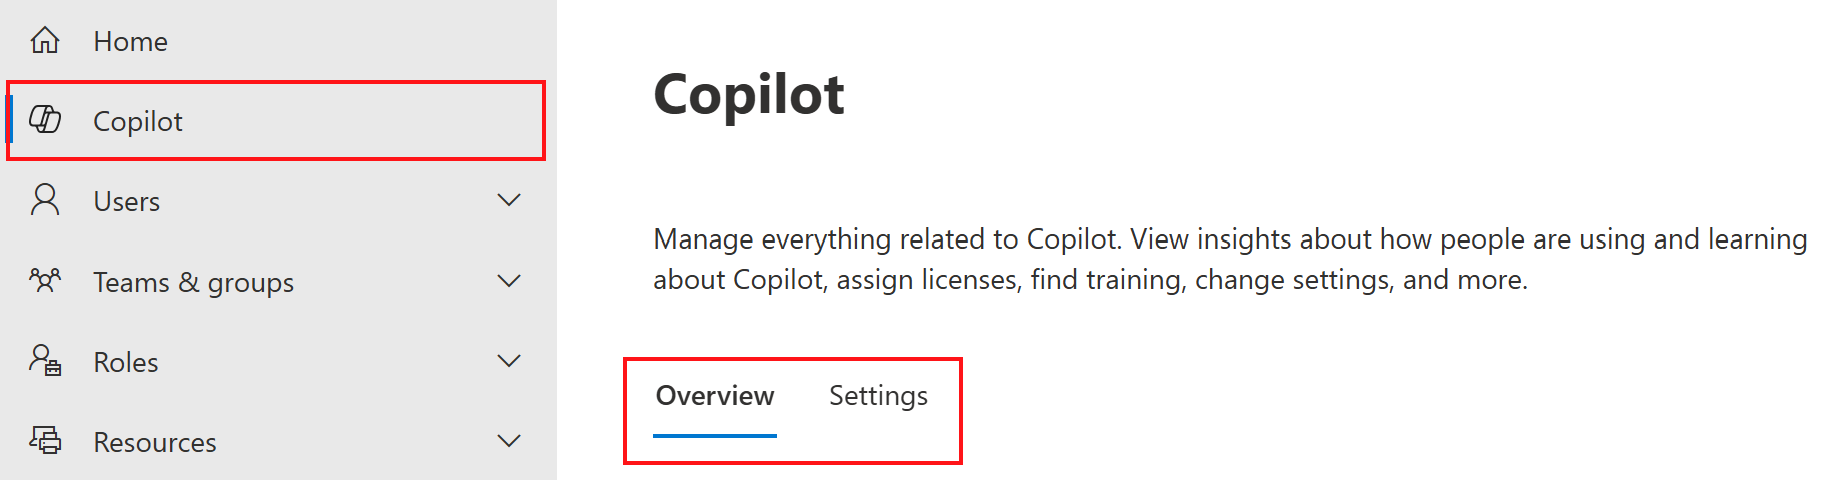 Home
Copilot
Users
Teams & groups
Roles
Resources
Copilot
Manage everything related to Copilot. View insights about how people are using and learning
about Copilot, assign licenses, find training, change settings, and more.
Overview Settings